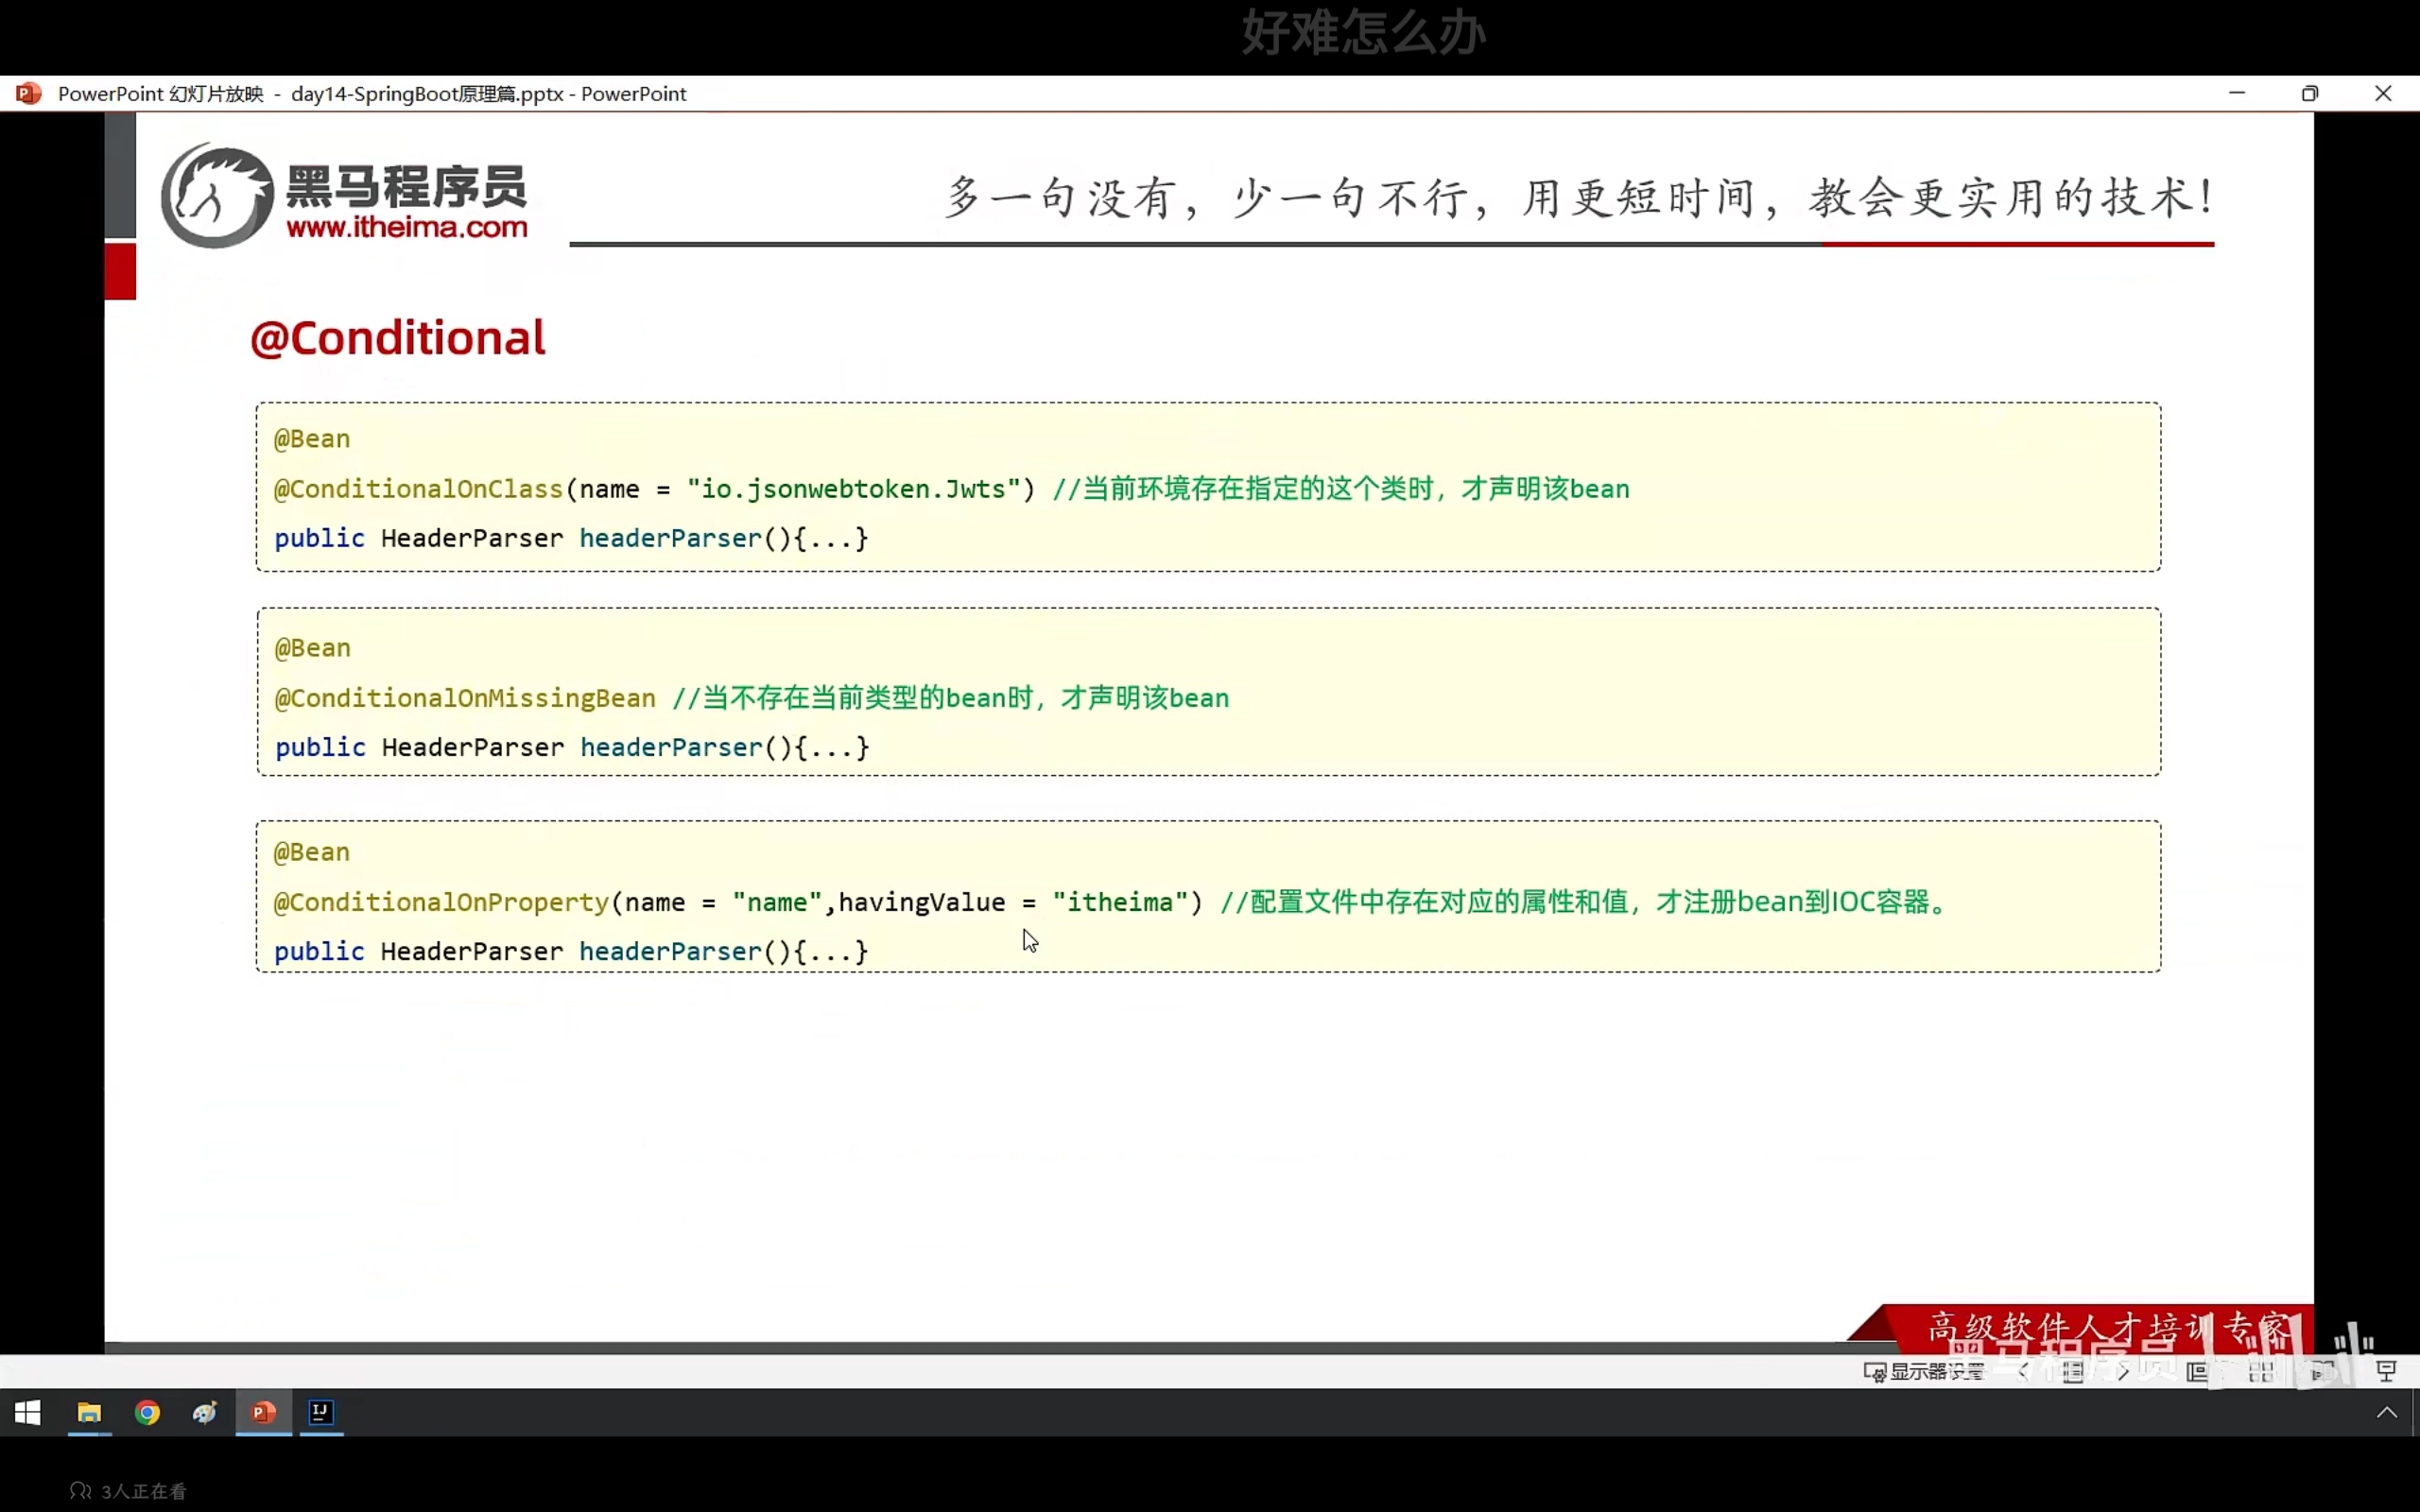 好难怎么办
PowerPoint 幻灯片放映 - day14-SpringBoot原理篇.pptx - PowerPoint
黑马程序员
www.itheima.com
多一句没有，少一句不行，用更短时间，教会更实用的技术！
@Conditional
@Bean
@ConditionalOnClass(name = "io.jsonwebtoken.Jwts") //当前环境存在指定的这个类时，才声明该bean
public HeaderParser headerParser(){...}
@Bean
@ConditionalOnMissingBean //当不存在当前类型的bean时，才声明该bean
public HeaderParser headerParser(){...}
@Bean
@ConditionalOnProperty(name = "name",havingValue = "itheima") //配置文件中存在对应的属性和值，才注册bean到IOC容器。
public HeaderParser headerParser(){...}
高级软件人才培训专家
黑马程序员
显示器设置
3人正在看